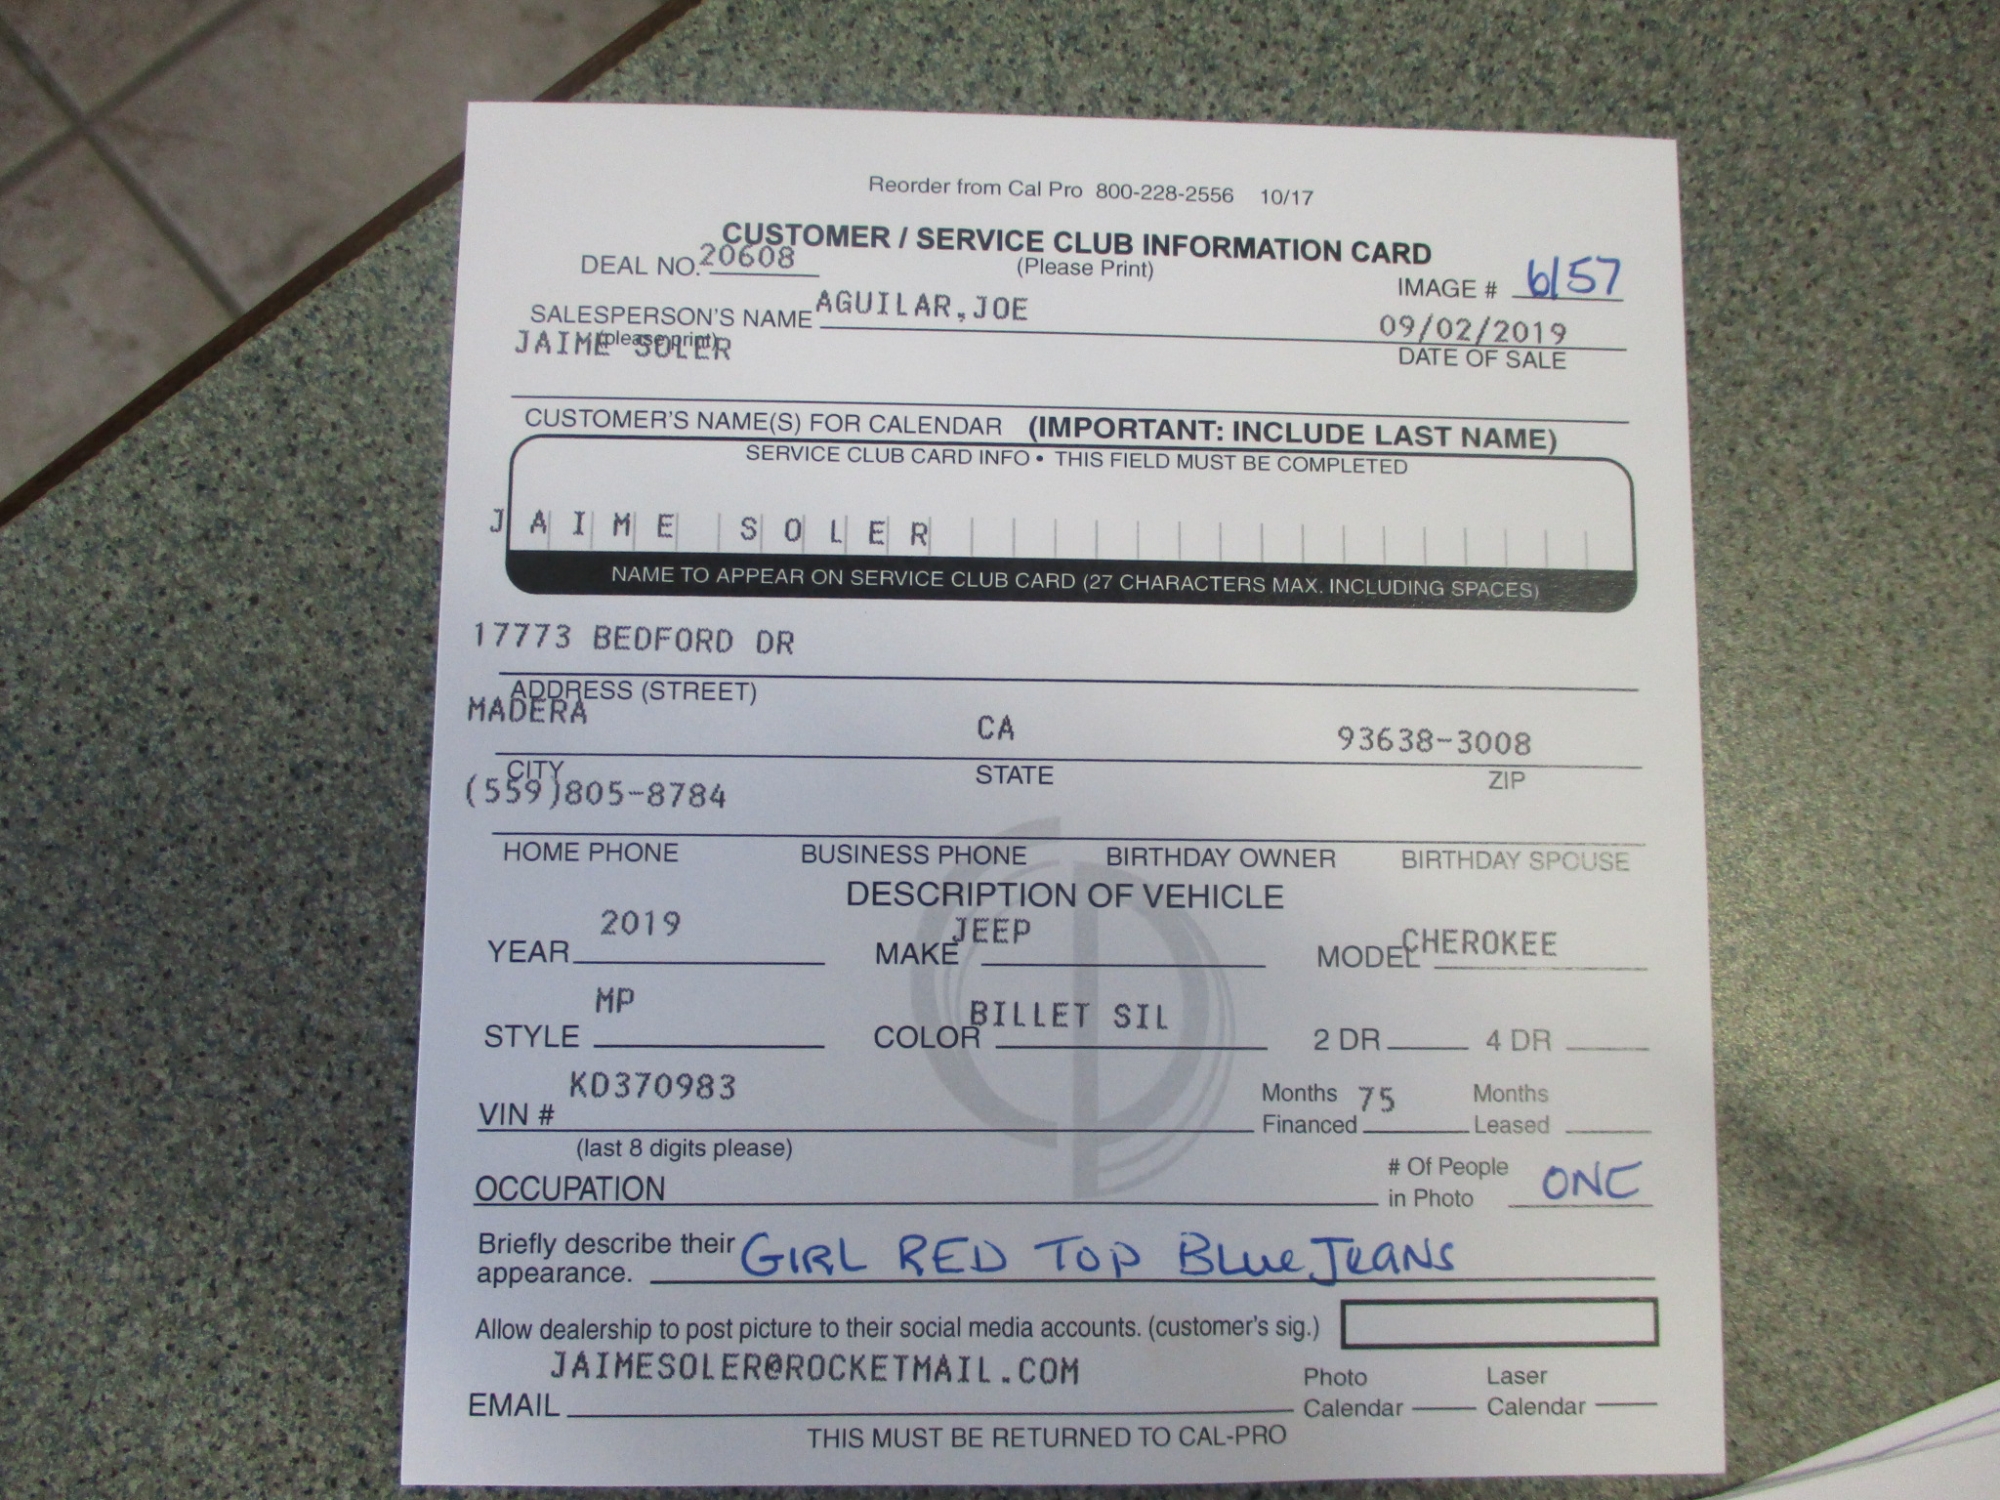 Reorder from Cal Pro 800-228-2556 10/17
CUSTOMER / SERVICE CLUB INFORMATION CARD
(Please Print)
DEAL NO. 20608
IMAGE # 6157
SALESPERSON'S NAME AGUILAR,JOE
(please print)
09/02/2019
DATE OF SALE
JAIME SOLER
CUSTOMER'S NAME(S) FOR CALENDAR (IMPORTANT: INCLUDE LAST NAME)
SERVICE CLUB CARD INFO • THIS FIELD MUST BE COMPLETED
JAIME SOLER
NAME TO APPEAR ON SERVICE CLUB CARD (27 CHARACTERS MAX. INCLUDING SPACES)
17773 BEDFORD DR
ADDRESS (STREET)
MADERA CA 93638-3008
CITY STATE ZIP
(559)805-8784
HOME PHONE BUSINESS PHONE BIRTHDAY OWNER BIRTHDAY SPOUSE
DESCRIPTION OF VEHICLE
YEAR 2019 MAKE JEEP MODEL CHEROKEE
STYLE MP COLOR BILLET SIL 2 DR 4 DR
VIN # KD370983 Months Financed 75 Months Leased
(last 8 digits please)
OCCUPATION # Of People in Photo ONE
Briefly describe their appearance. GIRL RED TOP Blue JEANS
Allow dealership to post picture to their social media accounts. (customer's sig.)
EMAIL JAIMESOLER@ROCKETMAIL.COM Photo Calendar Laser Calendar
THIS MUST BE RETURNED TO CAL-PRO